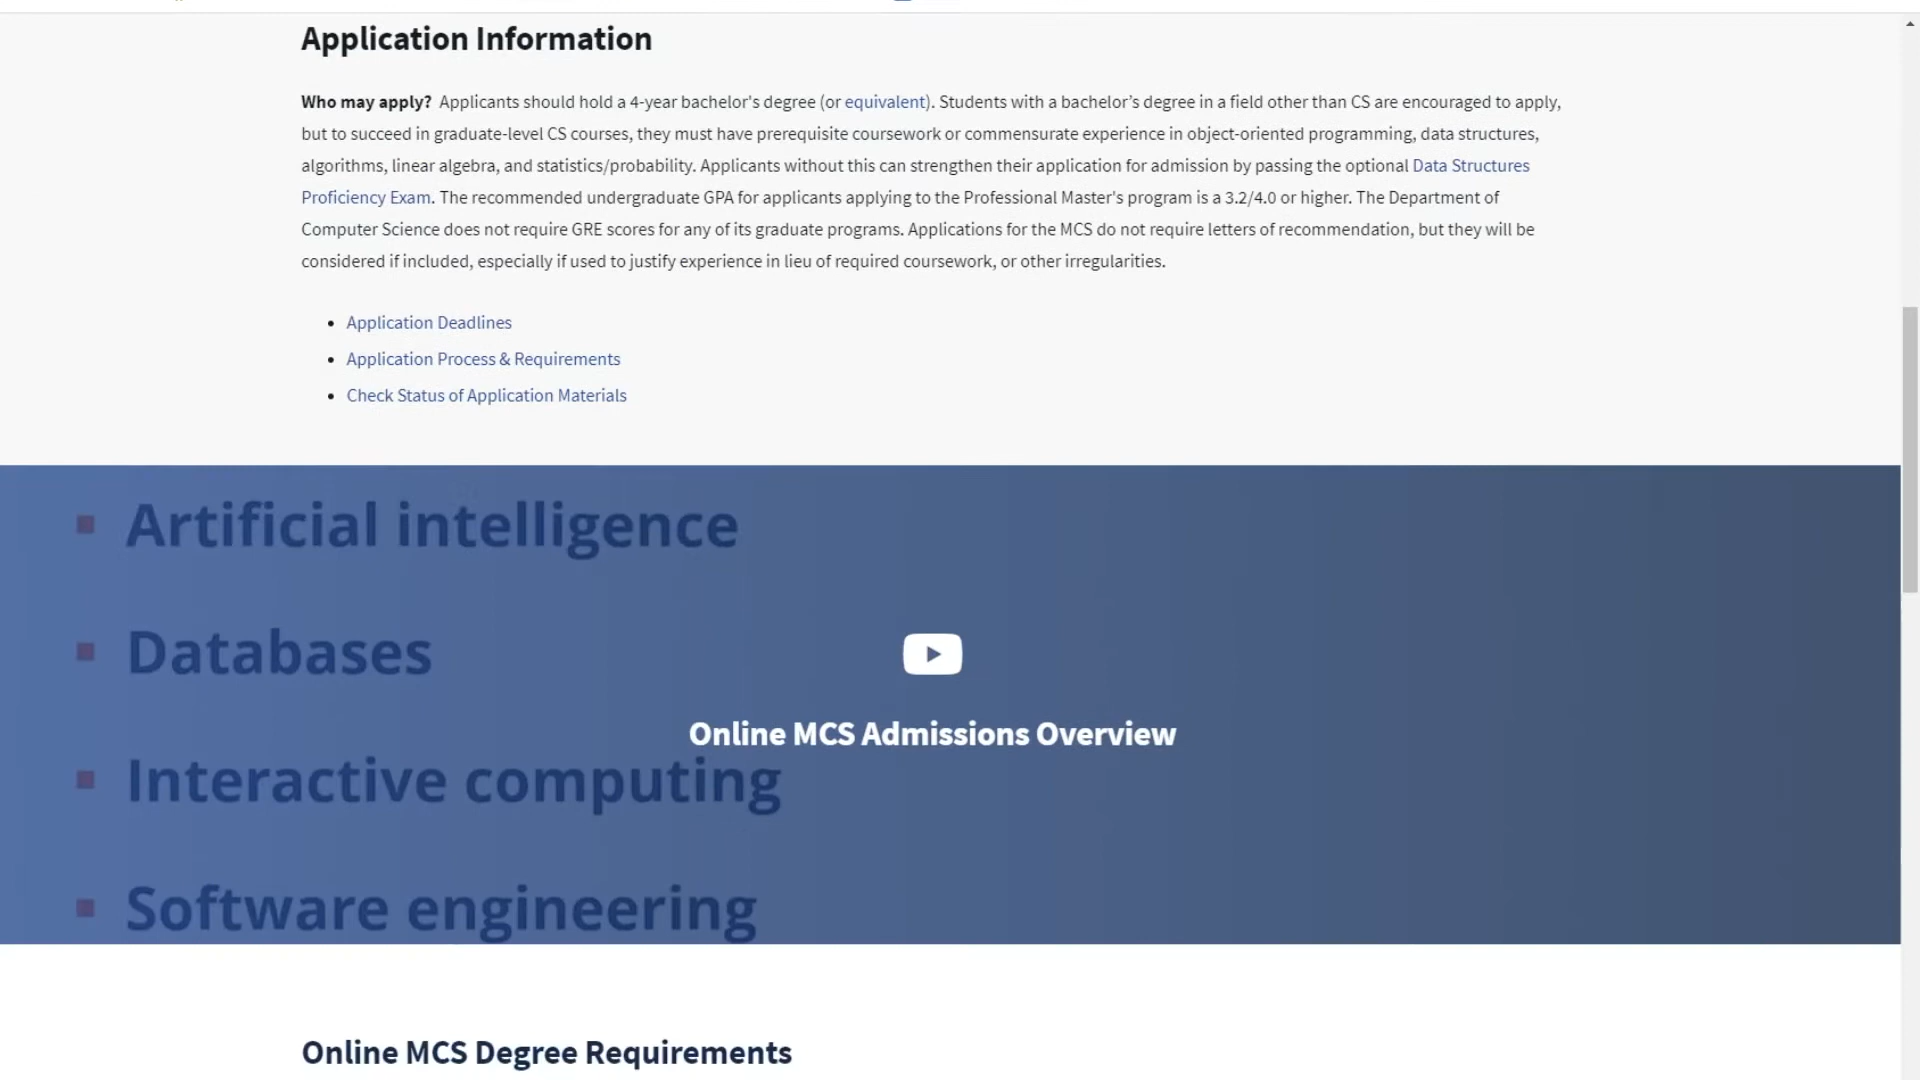 Application Information
Who may apply? Applicants should hold a 4-year bachelor's degree (or equivalent). Students with a bachelor’s degree in a field other than CS are encouraged to apply,
but to succeed in graduate-level CS courses, they must have prerequisite coursework or commensurate experience in object-oriented programming, data structures,
algorithms, linear algebra, and statistics/probability. Applicants without this can strengthen their application for admission by passing the optional Data Structures
Proficiency Exam. The recommended undergraduate GPA for applicants applying to the Professional Master's program is a 3.2/4.0 or higher. The Department of
Computer Science does not require GRE scores for any of its graduate programs. Applications for the MCS do not require letters of recommendation, but they will be
considered if included, especially if used to justify experience in lieu of required coursework, or other irregularities.
Application Deadlines
Application Process & Requirements
Check Status of Application Materials
Artificial intelligence
Databases
Online MCS Admissions Overview
Interactive computing
Software engineering
Online MCS Degree Requirements